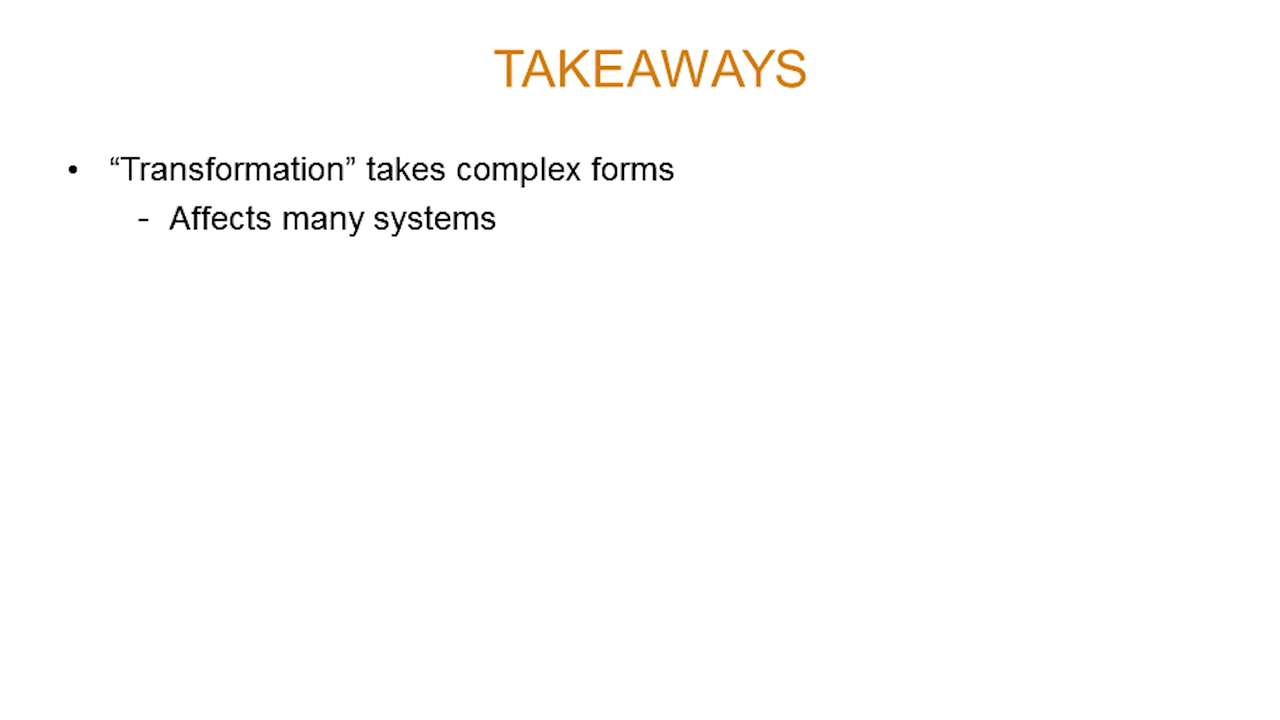 TAKEAWAYS
• “Transformation” takes complex forms
- Affects many systems